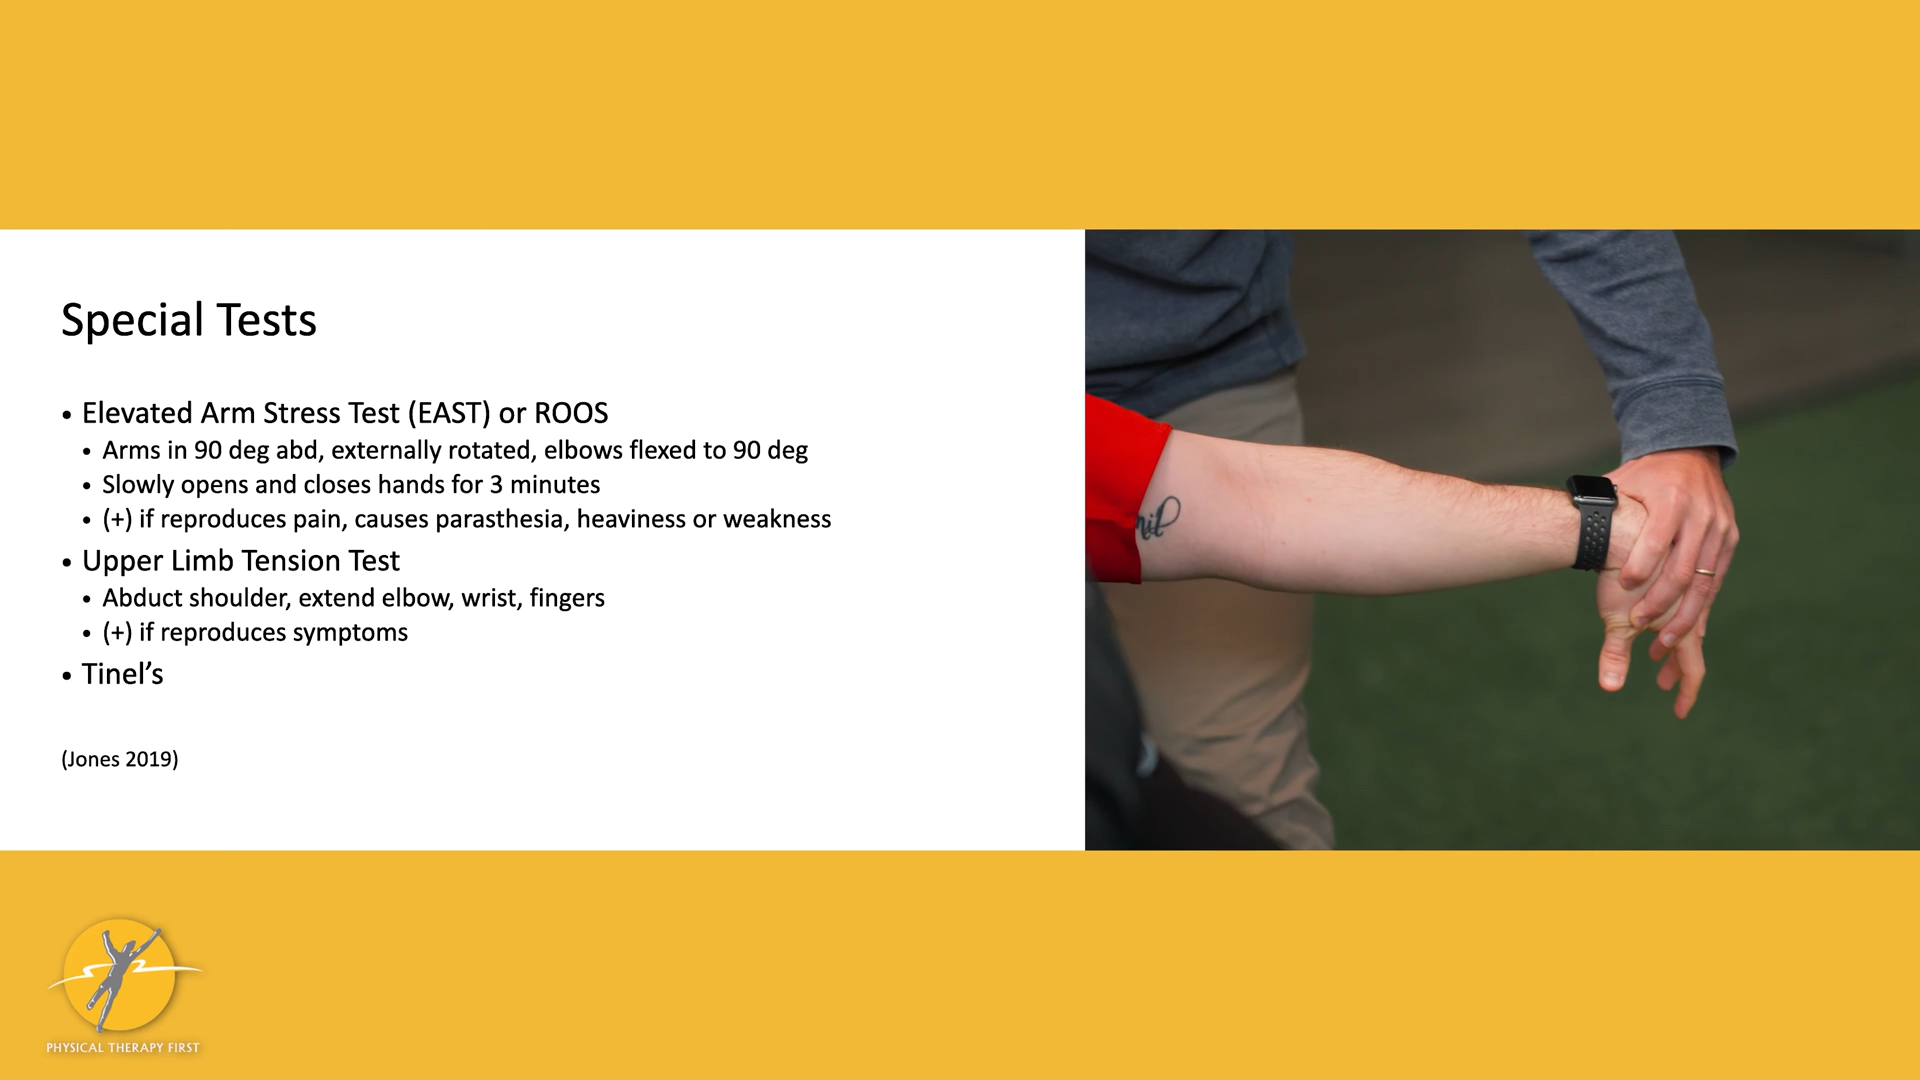 Special Tests
• Elevated Arm Stress Test (EAST) or ROOS
• Arms in 90 deg abd, externally rotated, elbows flexed to 90 deg
• Slowly opens and closes hands for 3 minutes
• (+) if reproduces pain, causes parasthesia, heaviness or weakness
• Upper Limb Tension Test
• Abduct shoulder, extend elbow, wrist, fingers
• (+) if reproduces symptoms
• Tinel’s
(Jones 2019)
PHYSICAL THERAPY FIRST